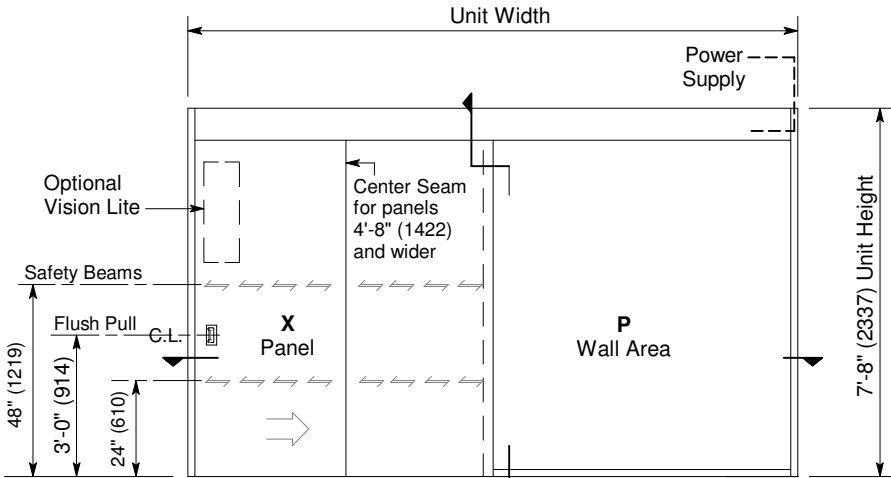 Unit Width
Power
Supply
Optional
Vision Lite
Center Seam
for panels
4'-8" (1422)
and wider
Safety Beams
Flush Pull
C.L.
X
Panel
P
Wall Area
48" (1219)
3'-0" (914)
24" (610)
7'-8" (2337) Unit Height